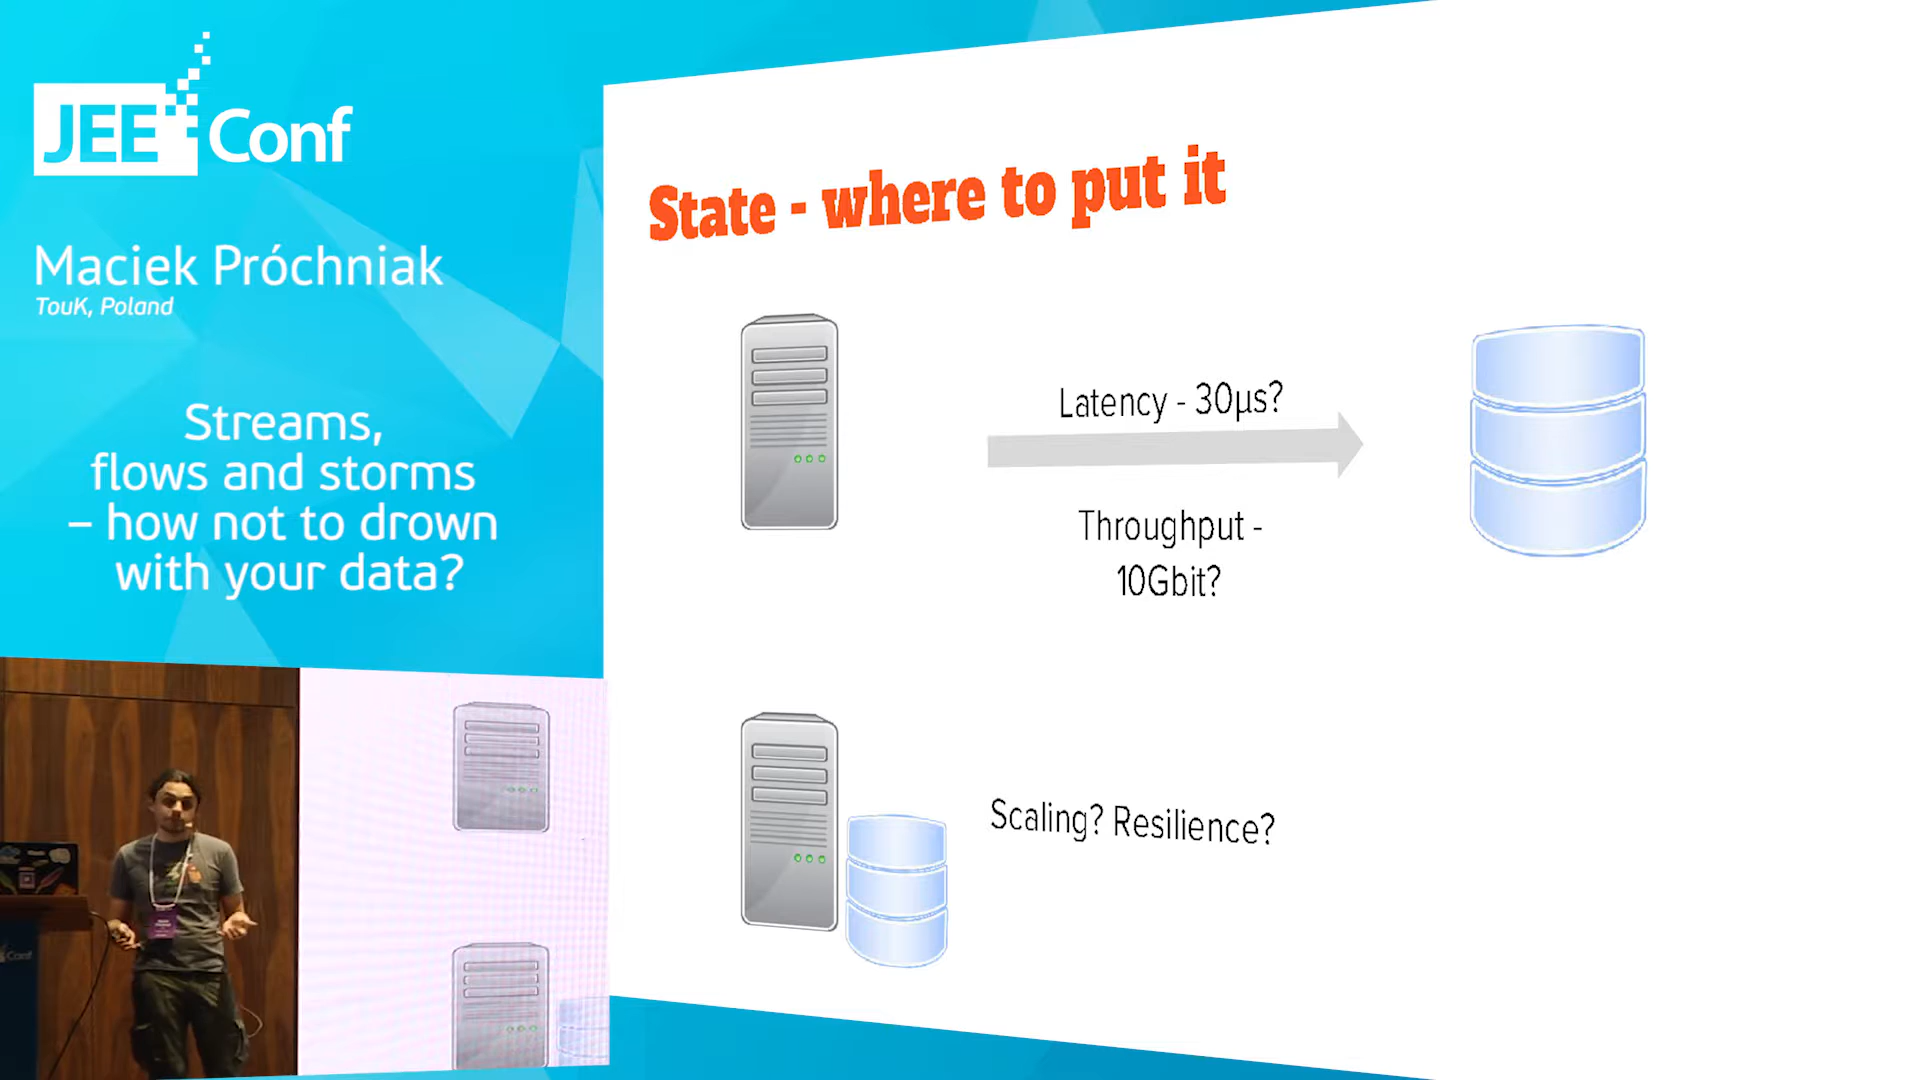 JEE Conf
Maciek Próchniak
TouK, Poland
Streams,
flows and storms
– how not to drown
with your data?
State - where to put it
Latency - 30µs?
Throughput -
10Gbit?
Scaling? Resilience?
Conf